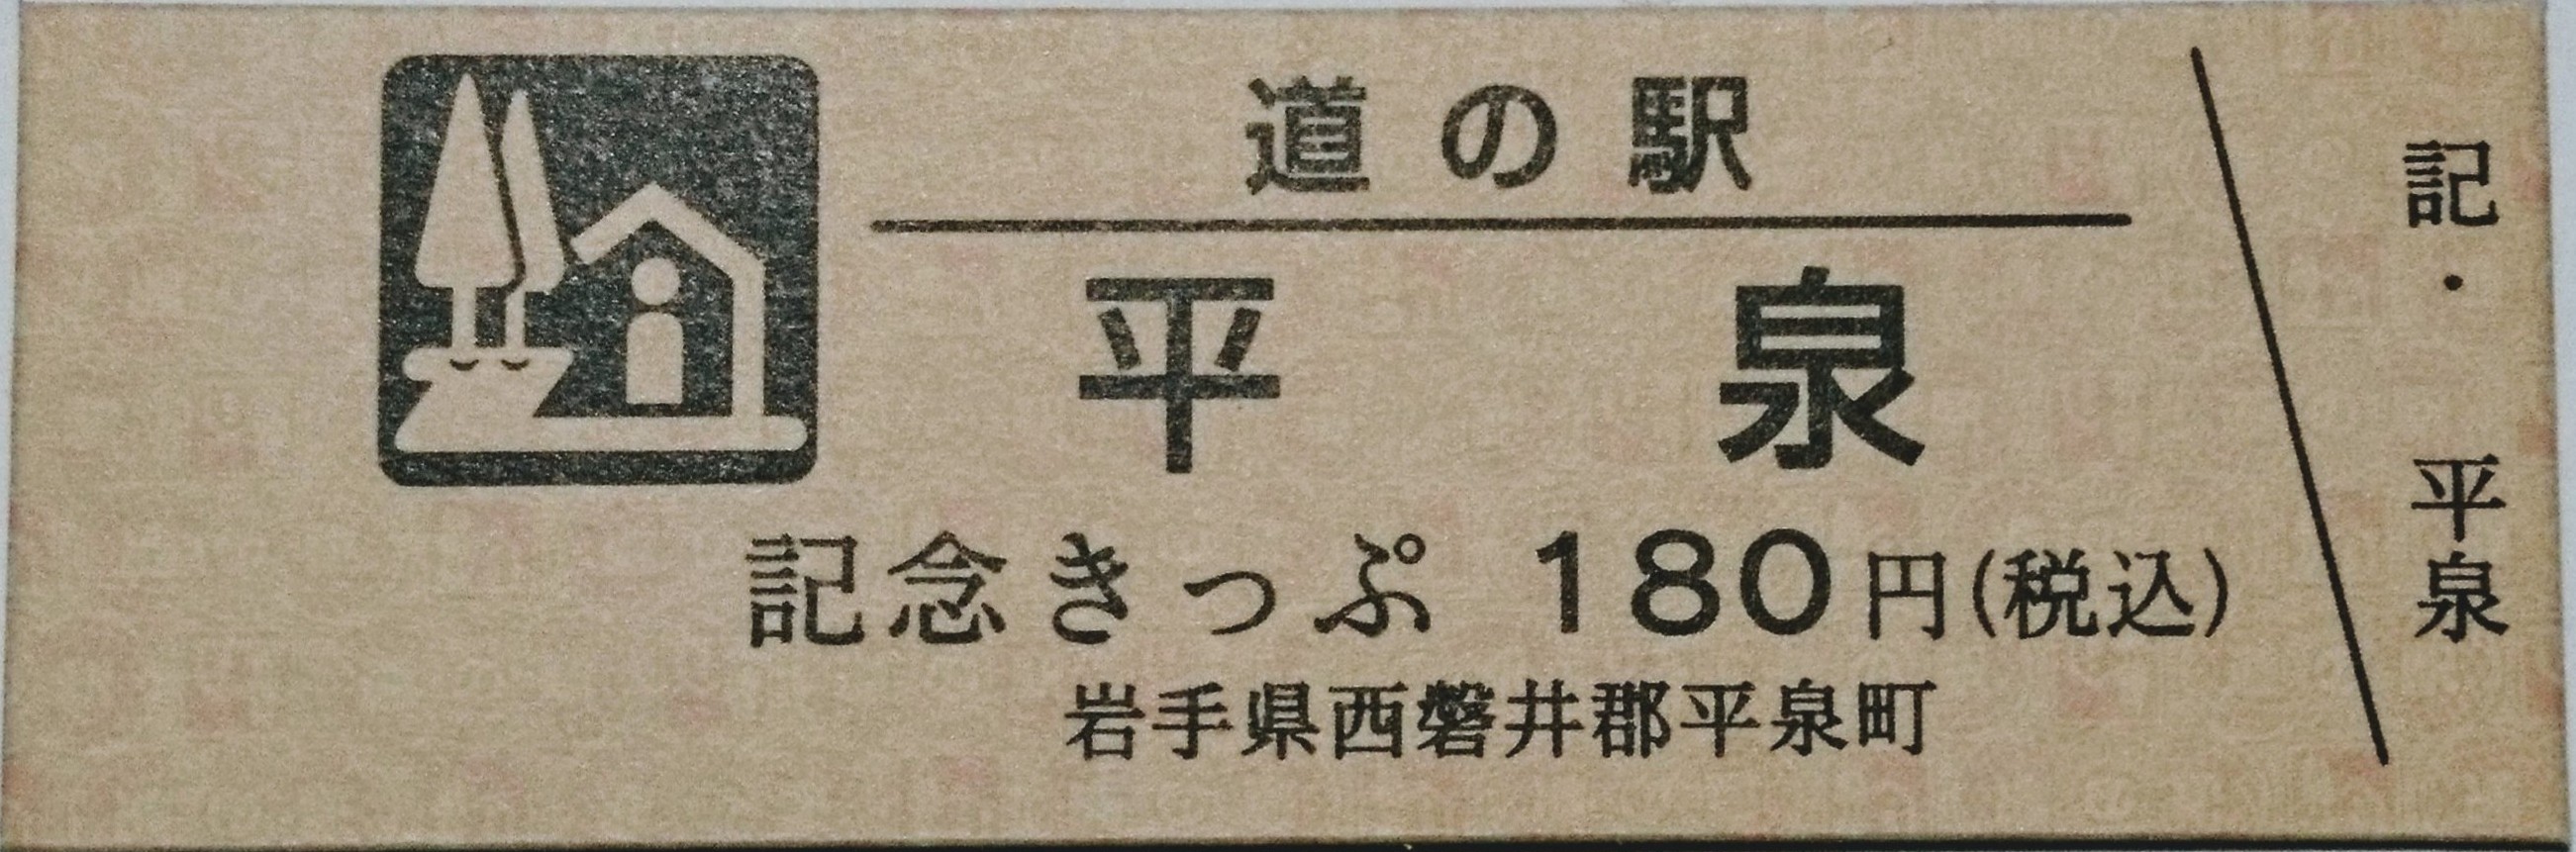 道の駅
平泉
記念きっぷ 180円(税込)
岩手県西磐井郡平泉町
記・平泉